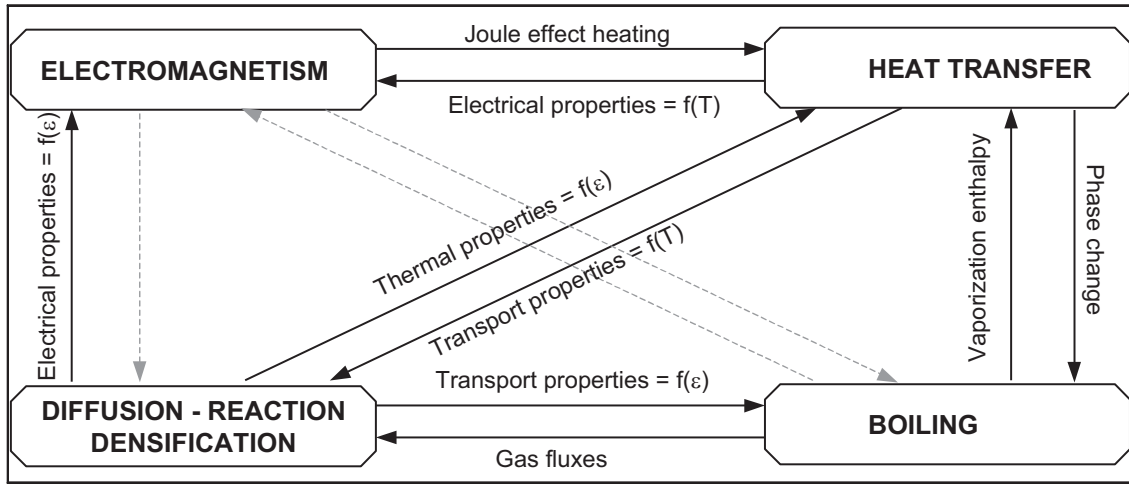 Joule effect heating
ELECTROMAGNETISM
HEAT TRANSFER
Electrical properties = f(T)
Electrical properties = f(ε)
Thermal properties = f(ε)
Transport properties = f(T)
Vaporization enthalpy
Phase change
Transport properties = f(ε)
DIFFUSION - REACTION
DENSIFICATION
BOILING
Gas fluxes